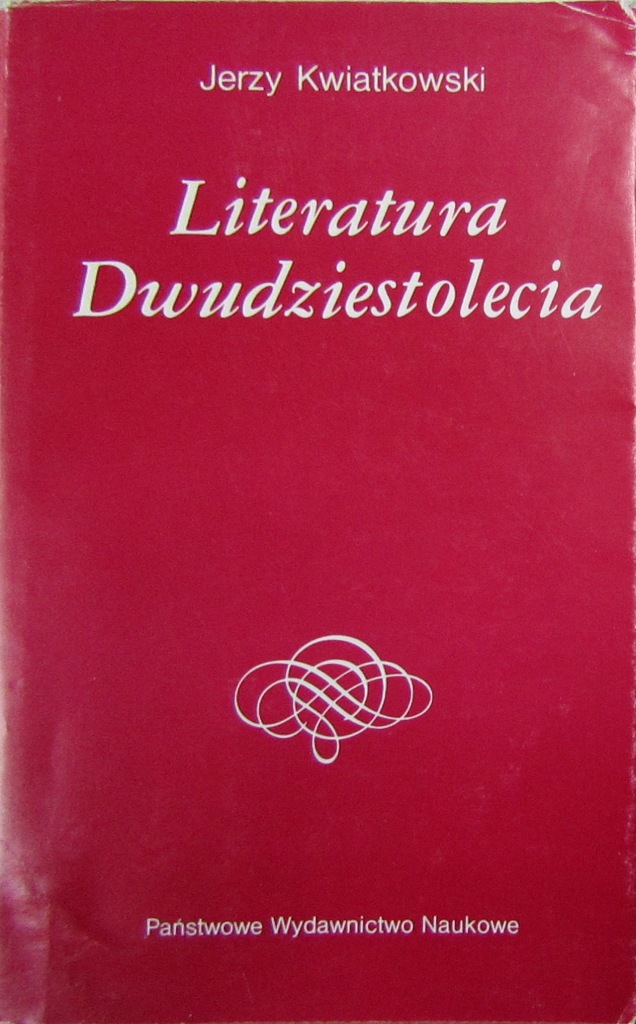 Jerzy Kwiatkowski
Literatura
Dwudziestolecia
Państwowe Wydawnictwo Naukowe